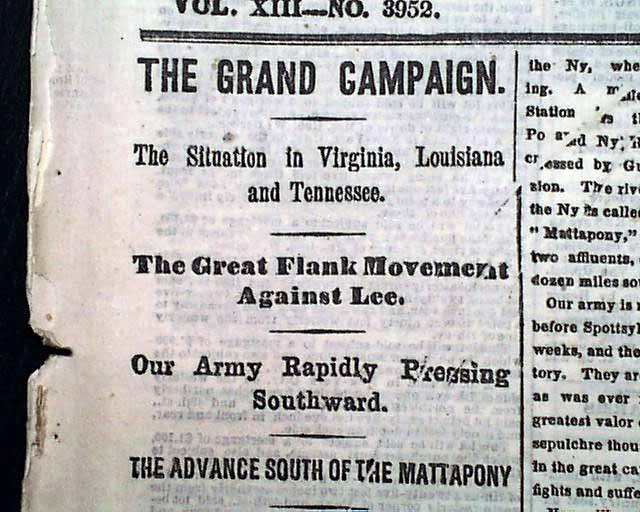 VOL. XIII—NO. 3952.
THE GRAND CAMPAIGN.
The Situation in Virginia, Louisiana
and Tennessee.
The Great Flank Movement
Against Lee.
Our Army Rapidly Pressing
Southward.
THE ADVANCE SOUTH OF THE MATTAPONY
the Ny, whe
ing. A
Station
Po and Ny,
crossed by Gu
sion. The rive
the Ny is called
" Mattapony,"
two affluents,
dozen miles sou
Our army is n
before Spottsyl
weeks, and the
tory. They are
as was ever
greatest valor
sepulchre thou
in the great ca
fights and suffe